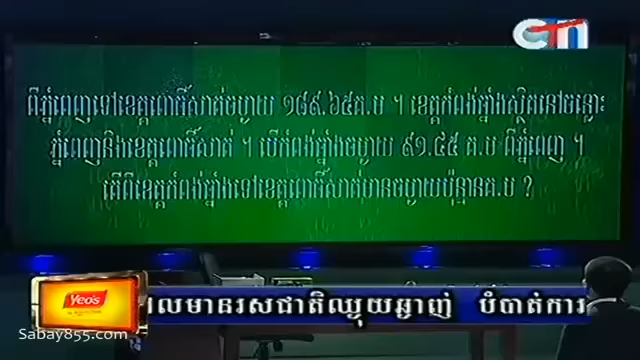 CTN
ពីភ្នំពេញទៅខេត្តពោធិ៍សាត់ចម្ងាយ ១៨៩.៦៥គ.ម ។ ខេត្តកំពង់ឆ្នាំងស្ថិតនៅចន្លោះ
ភ្នំពេញនិងខេត្តពោធិ៍សាត់ ។ បើកំពង់ឆ្នាំងចម្ងាយ ៩១.៤៥ គ.ម ពីភ្នំពេញ ។
តើពីខេត្តកំពង់ឆ្នាំងទៅខេត្តពោធិ៍សាត់មានចម្ងាយប៉ុន្មានគ.ម ?
Yeo's
ដែលមានរសជាតិឈ្ងុយឆ្ងាញ់ បំបាត់ការ
Sabay855.com